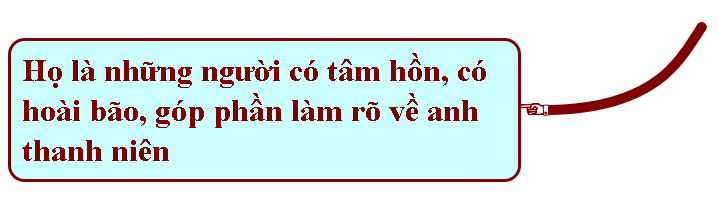 Họ là những người có tâm hồn, có
hoài bão, góp phần làm rõ về anh
thanh niên